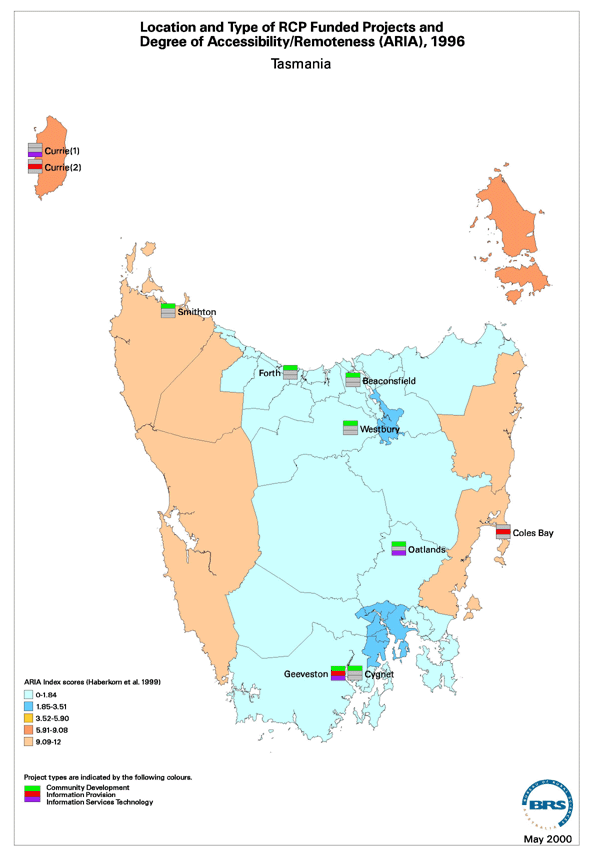 Location and Type of RCP Funded Projects and
Degree of Accessibility/Remoteness (ARIA), 1996
Tasmania
Currie(1)
Currie(2)
Smithton
Forth
Beaconsfield
Westbury
Coles Bay
Oatlands
Geeveston
Cygnet
ARIA Index scores (Haberkorn et al. 1999)
0-1.84
1.85-3.51
3.52-5.90
5.91-9.08
9.09-12
Project types are indicated by the following colours.
Community Development
Information Provision
Information Services Technology
BRS
May 2000